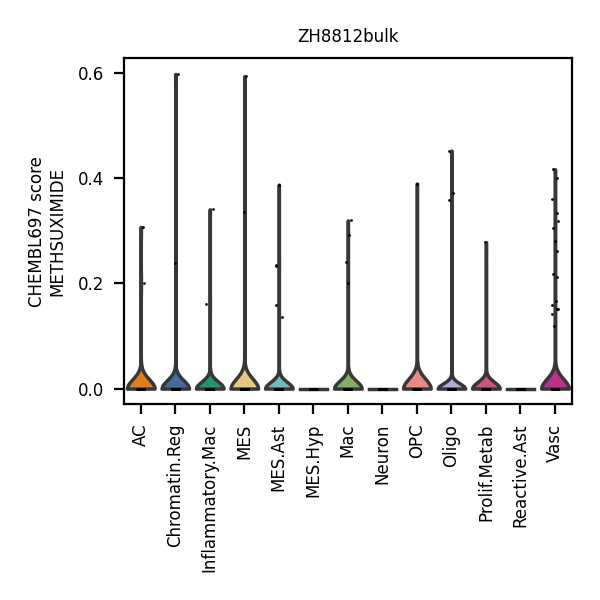 ZH8812bulk
CHEMBL697 score
METHSUXIMIDE
0.6
0.4
0.2
0.0
AC
Chromatin.Reg
Inflammatory.Mac
MES
MES.Ast
MES.Hyp
Mac
Neuron
OPC
Oligo
Prolif.Metab
Reactive.Ast
Vasc